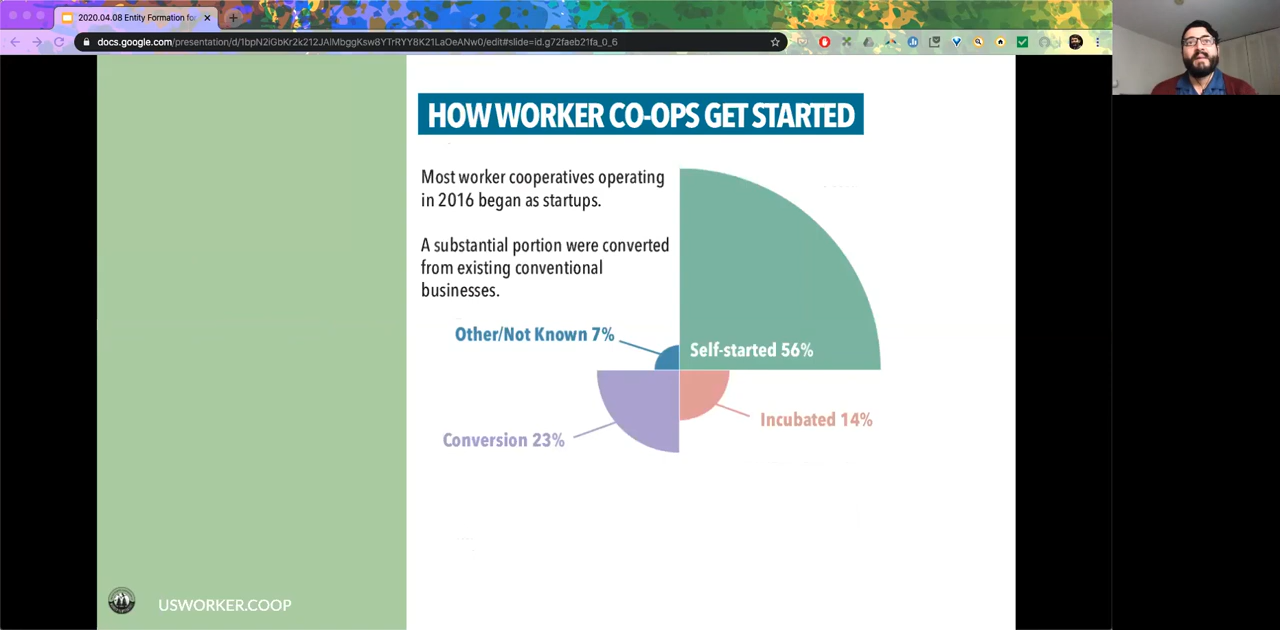 2020.04.08 Entity Formation for
docs.google.com/presentation/d/1bpN2iGbKr2k212JAlMbggKsw8YTrRYY8K21LaOeANw0/edit#slide=id.g72faeb21fa_0_6
HOW WORKER CO-OPS GET STARTED
Most worker cooperatives operating
in 2016 began as startups.
A substantial portion were converted
from existing conventional
businesses.
Other/Not Known 7%
Self-started 56%
Incubated 14%
Conversion 23%
USWORKER.COOP